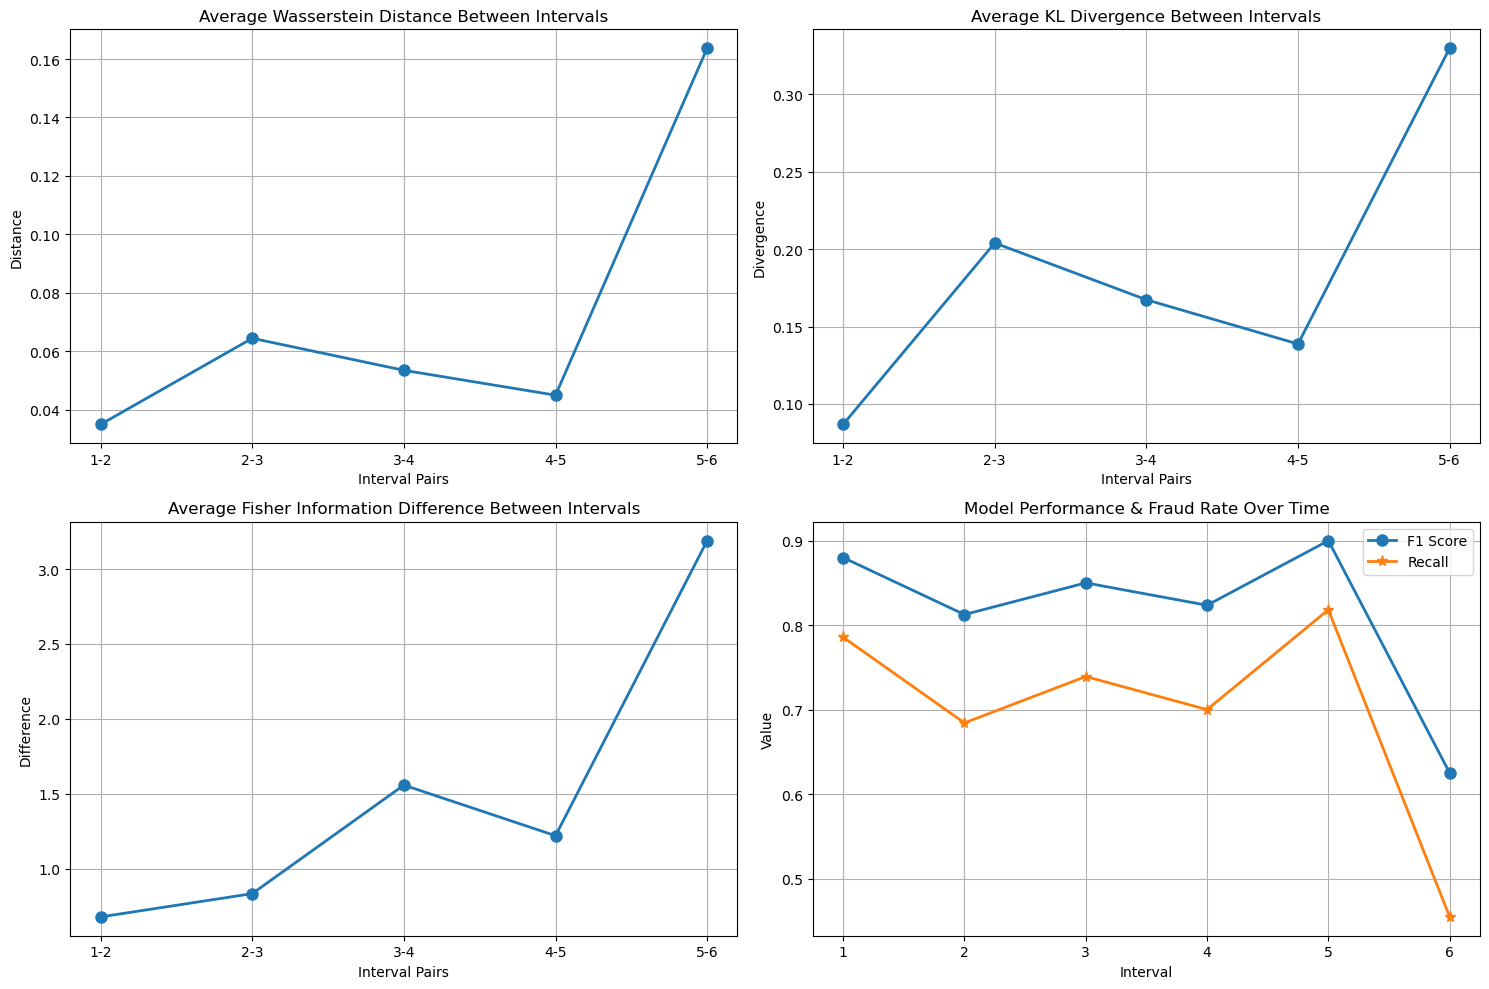 Average Wasserstein Distance Between Intervals
0.16
0.14
0.12
0.10
0.08
0.06
0.04
Distance
1-2 2-3 3-4 4-5 5-6
Interval Pairs
Average KL Divergence Between Intervals
0.30
0.25
0.20
0.15
0.10
Divergence
1-2 2-3 3-4 4-5 5-6
Interval Pairs
Average Fisher Information Difference Between Intervals
3.0
2.5
2.0
1.5
1.0
Difference
1-2 2-3 3-4 4-5 5-6
Interval Pairs
Model Performance & Fraud Rate Over Time
F1 Score
Recall
0.9
0.8
0.7
0.6
0.5
Value
1 2 3 4 5 6
Interval